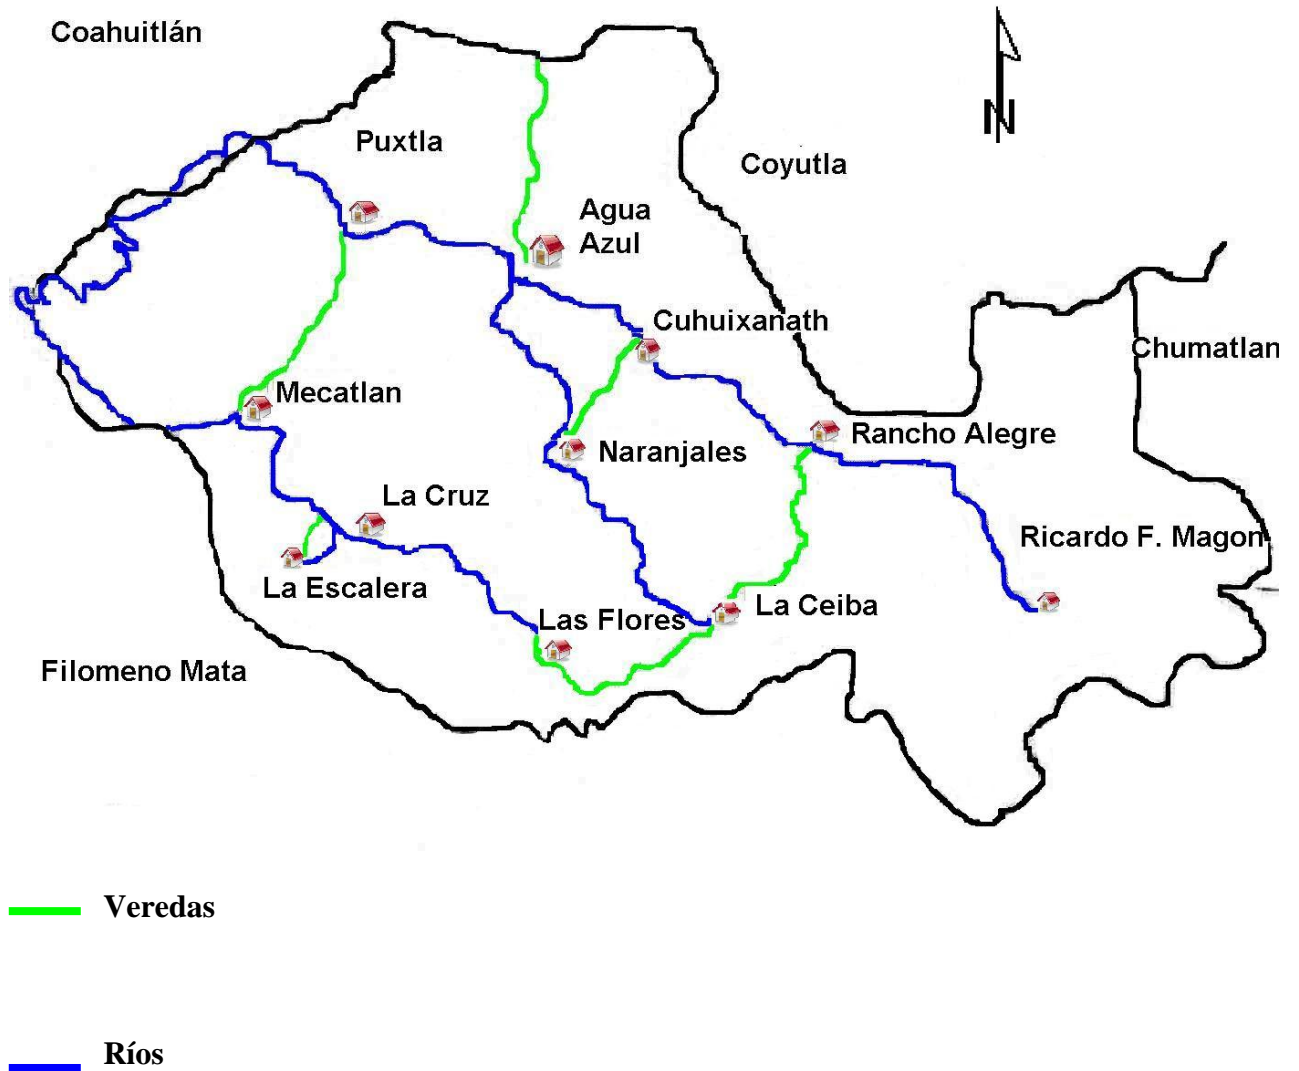 Coahuitlán
N
Puxtla
Coyutla
Agua
Azul
Cuhuixanath
Chumatlan
Mecatlan
Rancho Alegre
Naranjales
La Cruz
Ricardo F. Magon
La Escalera
La Ceiba
Las Flores
Filomeno Mata
Veredas
Ríos